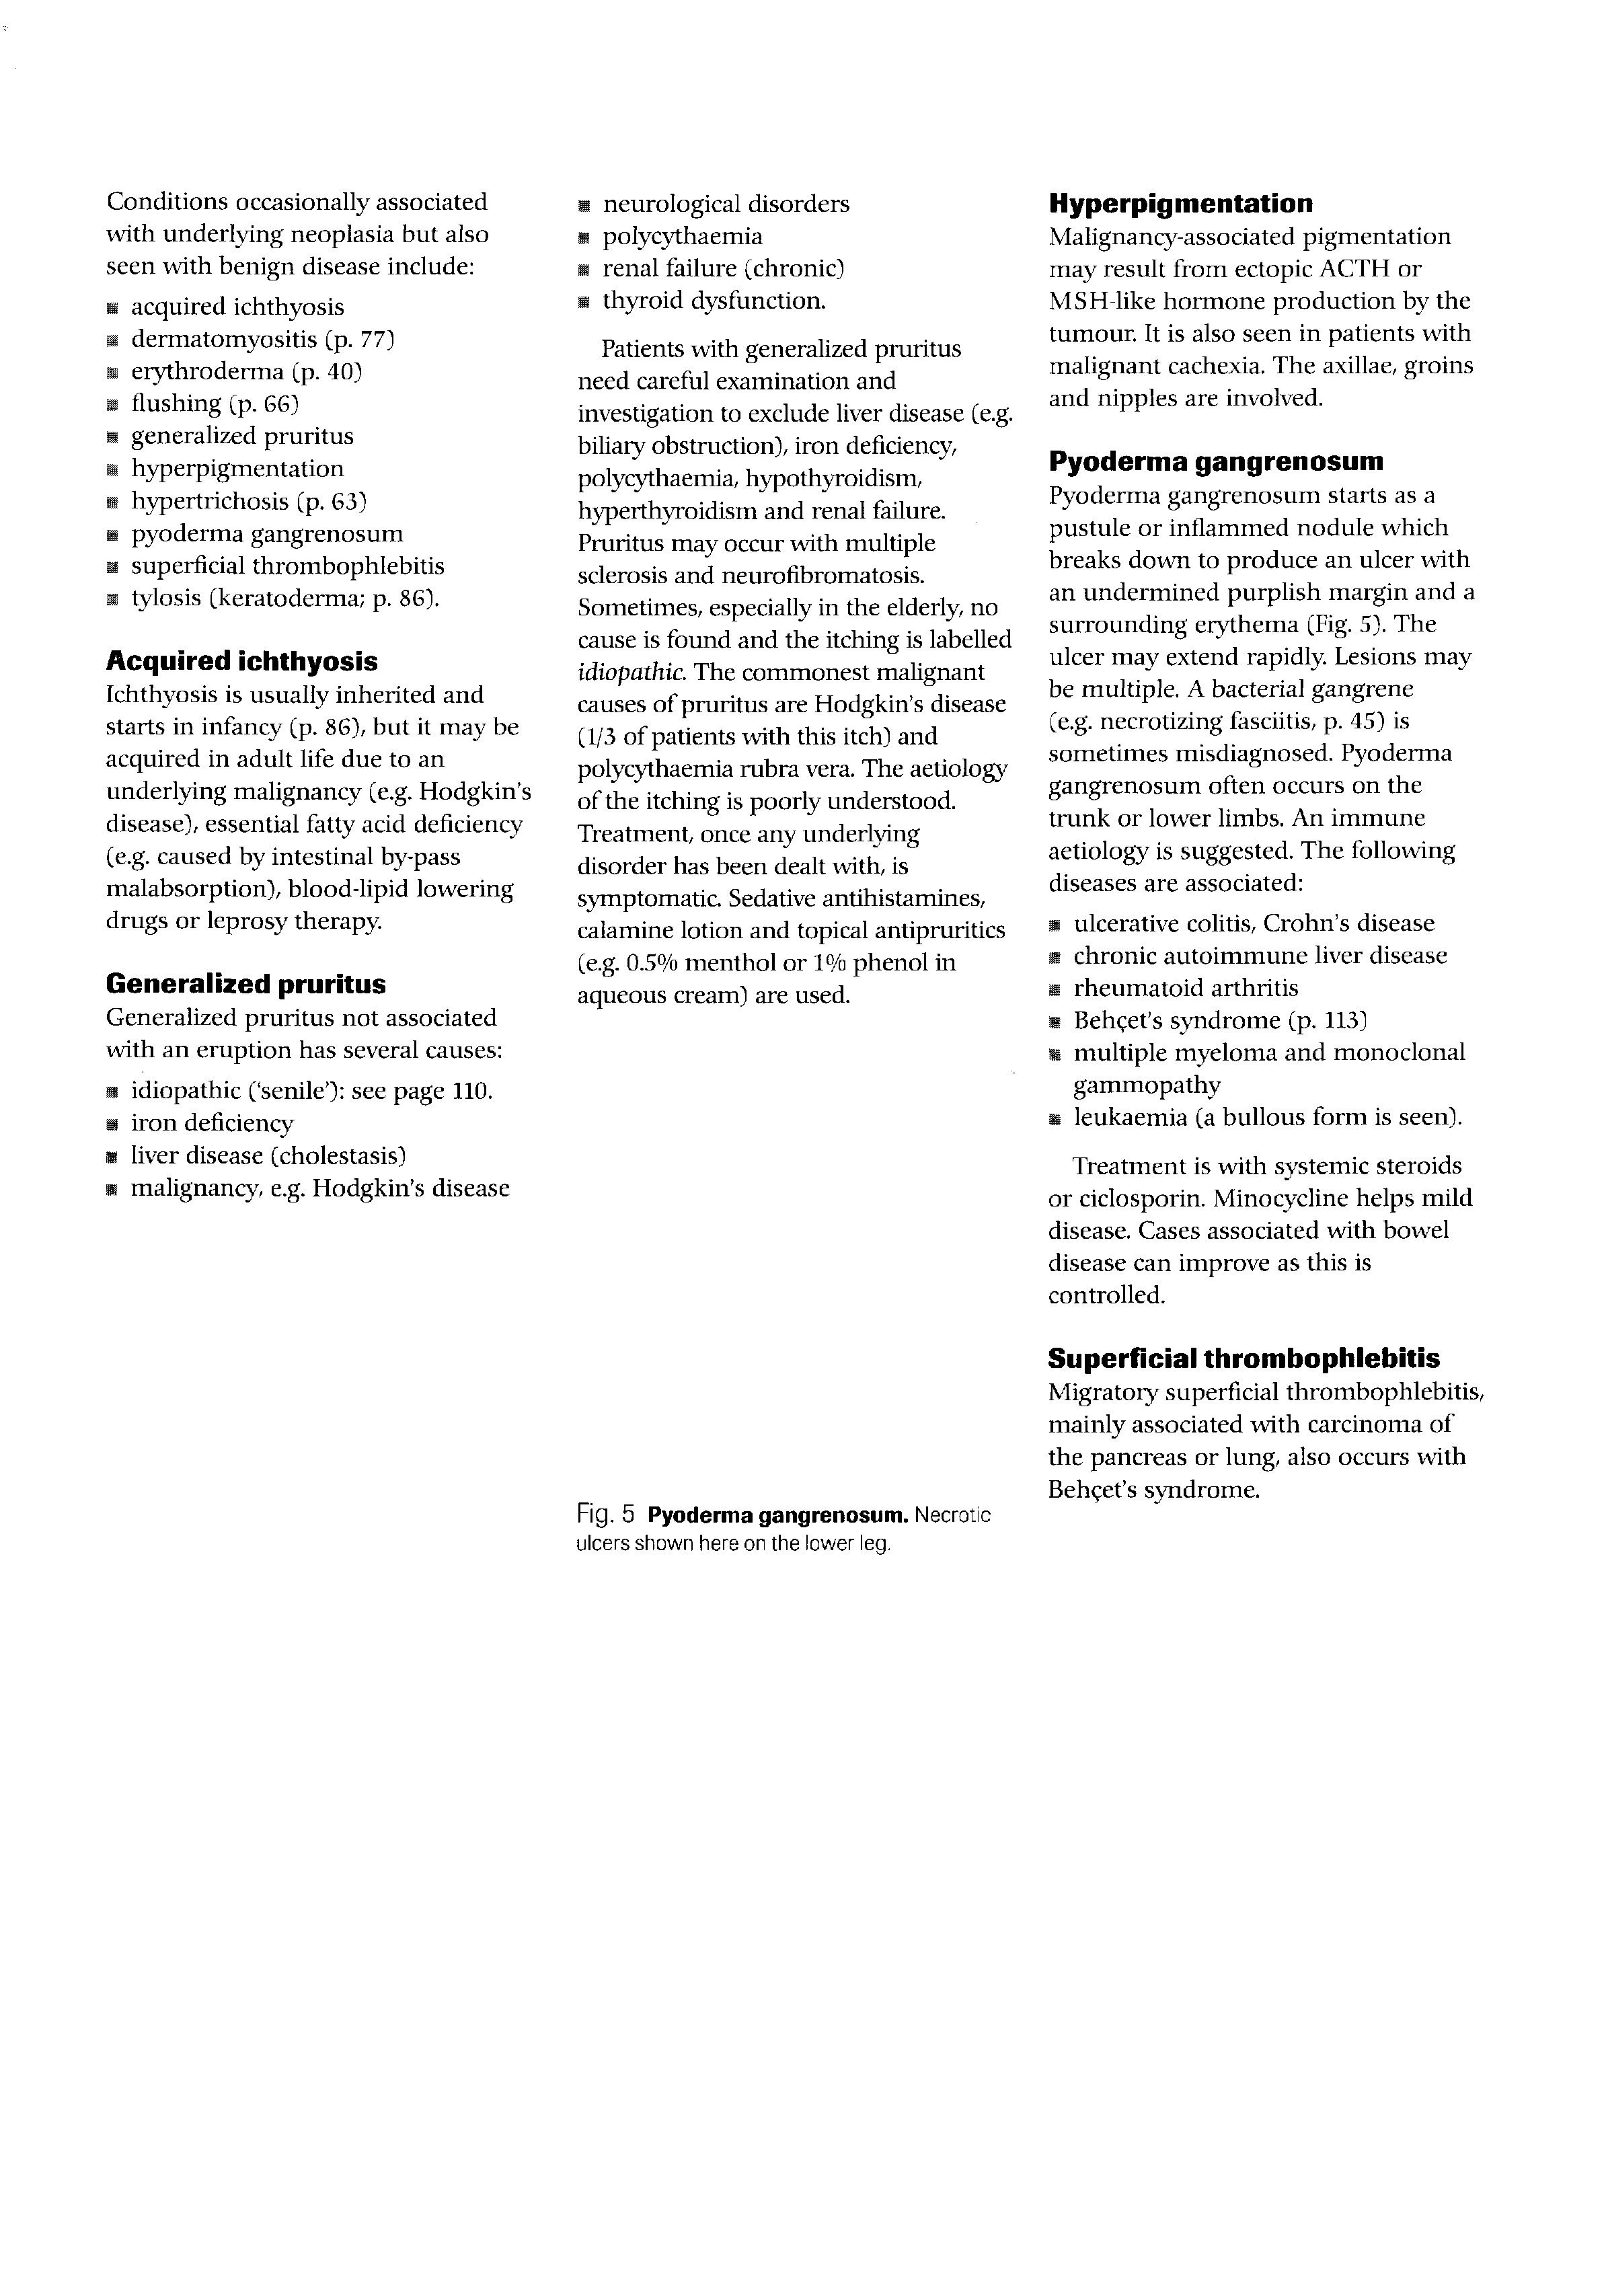 Conditions occasionally associated
with underlying neoplasia but also
seen with benign disease include:
■ acquired ichthyosis
■ dermatomyositis (p. 77)
■ erythroderma (p. 40)
■ flushing (p. 66)
■ generalized pruritus
■ hyperpigmentation
■ hypertrichosis (p. 63)
■ pyoderma gangrenosum
■ superficial thrombophlebitis
■ tylosis (keratoderma; p. 86).
Acquired ichthyosis
Ichthyosis is usually inherited and
starts in infancy (p. 86), but it may be
acquired in adult life due to an
underlying malignancy (e.g. Hodgkin's
disease), essential fatty acid deficiency
(e.g. caused by intestinal by-pass
malabsorption), blood-lipid lowering
drugs or leprosy therapy.
Generalized pruritus
Generalized pruritus not associated
with an eruption has several causes:
■ idiopathic ('senile'): see page 110.
■ iron deficiency
■ liver disease (cholestasis)
■ malignancy, e.g. Hodgkin's disease
■ neurological disorders
■ polycythaemia
■ renal failure (chronic)
■ thyroid dysfunction.
Patients with generalized pruritus
need careful examination and
investigation to exclude liver disease (e.g.
biliary obstruction), iron deficiency,
polycythaemia, hypothyroidism,
hyperthyroidism and renal failure.
Pruritus may occur with multiple
sclerosis and neurofibromatosis.
Sometimes, especially in the elderly, no
cause is found and the itching is labelled
idiopathic. The commonest malignant
causes of pruritus are Hodgkin's disease
(1/3 of patients with this itch) and
polycythaemia rubra vera. The aetiology
of the itching is poorly understood.
Treatment, once any underlying
disorder has been dealt with, is
symptomatic. Sedative antihistamines,
calamine lotion and topical antipruritics
(e.g. 0.5% menthol or 1% phenol in
aqueous cream) are used.
Fig. 5 Pyoderma gangrenosum. Necrotic
ulcers shown here on the lower leg.
Hyperpigmentation
Malignancy-associated pigmentation
may result from ectopic ACTH or
MSH-like hormone production by the
tumour. It is also seen in patients with
malignant cachexia. The axillae, groins
and nipples are involved.
Pyoderma gangrenosum
Pyoderma gangrenosum starts as a
pustule or inflammed nodule which
breaks down to produce an ulcer with
an undermined purplish margin and a
surrounding erythema (Fig. 5). The
ulcer may extend rapidly. Lesions may
be multiple. A bacterial gangrene
(e.g. necrotizing fasciitis, p. 45) is
sometimes misdiagnosed. Pyoderma
gangrenosum often occurs on the
trunk or lower limbs. An immune
aetiology is suggested. The following
diseases are associated:
■ ulcerative colitis, Crohn's disease
■ chronic autoimmune liver disease
■ rheumatoid arthritis
■ Behçet's syndrome (p. 113)
■ multiple myeloma and monoclonal
gammopathy
■ leukaemia (a bullous form is seen).
Treatment is with systemic steroids
or ciclosporin. Minocycline helps mild
disease. Cases associated with bowel
disease can improve as this is
controlled.
Superficial thrombophlebitis
Migratory superficial thrombophlebitis,
mainly associated with carcinoma of
the pancreas or lung, also occurs with
Behçet's syndrome.